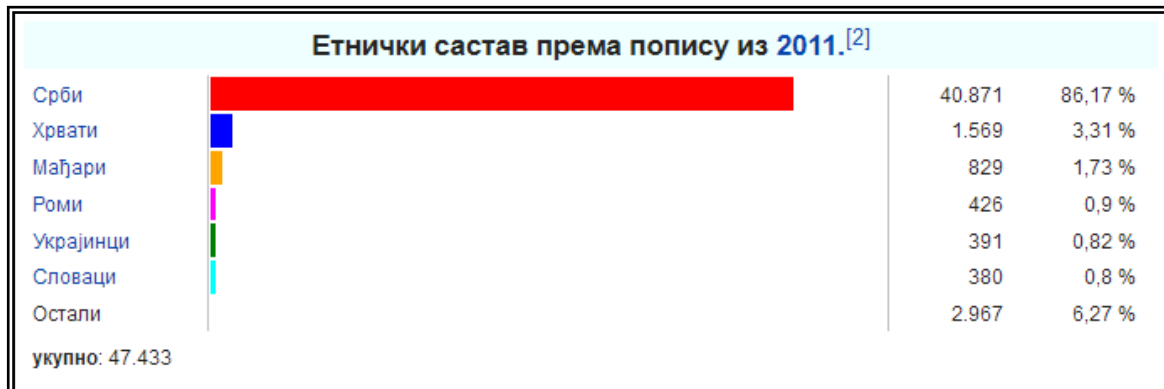 Етнички састав према попису из 2011.[2]
Срби 40.871 86,17 %
Хрвати 1.569 3,31 %
Мађари 829 1,73 %
Роми 426 0,9 %
Украјинци 391 0,82 %
Словаци 380 0,8 %
Остали 2.967 6,27 %
укупно: 47.433